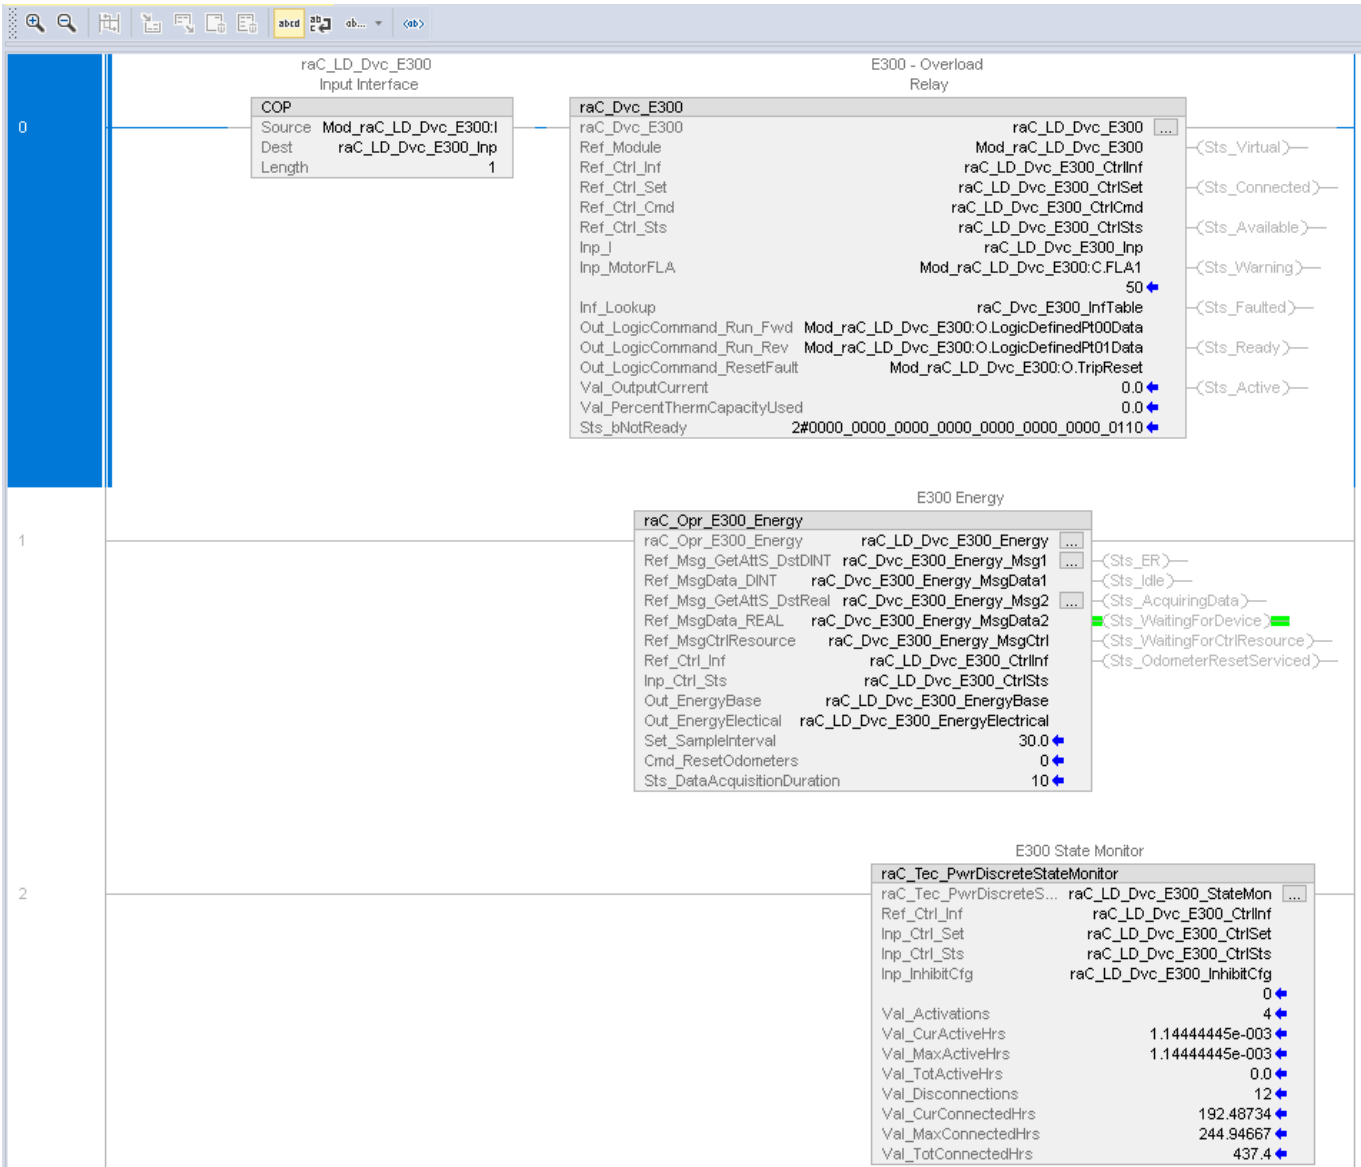 abcd ab c ab... <ab>
raC_LD_Dvc_E300
Input Interface
E300 - Overload
Relay
0
COP
Source Mod_raC_LD_Dvc_E300:I
Dest raC_LD_Dvc_E300_Inp
Length 1
raC_Dvc_E300
raC_Dvc_E300 raC_LD_Dvc_E300 ...
Ref_Module Mod_raC_LD_Dvc_E300 (Sts_Virtual)
Ref_Ctrl_Inf raC_LD_Dvc_E300_CtrlInf
Ref_Ctrl_Set raC_LD_Dvc_E300_CtrlSet (Sts_Connected)
Ref_Ctrl_Cmd raC_LD_Dvc_E300_CtrlCmd
Ref_Ctrl_Sts raC_LD_Dvc_E300_CtrlSts (Sts_Available)
Inp_I raC_LD_Dvc_E300_Inp
Inp_MotorFLA Mod_raC_LD_Dvc_E300:C.FLA1 (Sts_Warning)
50
Inf_Lookup raC_Dvc_E300_InfTable (Sts_Faulted)
Out_LogicCommand_Run_Fwd Mod_raC_LD_Dvc_E300:O.LogicDefinedPt00Data
Out_LogicCommand_Run_Rev Mod_raC_LD_Dvc_E300:O.LogicDefinedPt01Data (Sts_Ready)
Out_LogicCommand_ResetFault Mod_raC_LD_Dvc_E300:O.TripReset
Val_OutputCurrent 0.0 (Sts_Active)
Val_PercentThermCapacityUsed 0.0
Sts_bNotReady 2#0000_0000_0000_0000_0000_0000_0000_0110
E300 Energy
1
raC_Opr_E300_Energy
raC_Opr_E300_Energy raC_LD_Dvc_E300_Energy ...
Ref_Msg_GetAttS_DstDINT raC_Dvc_E300_Energy_Msg1 ... (Sts_ER)
Ref_MsgData_DINT raC_Dvc_E300_Energy_MsgData1 (Sts_Idle)
Ref_Msg_GetAttS_DstReal raC_Dvc_E300_Energy_Msg2 ... (Sts_AcquiringData)
Ref_MsgData_REAL raC_Dvc_E300_Energy_MsgData2 (Sts_WaitingForDevice)
Ref_MsgCtrlResource raC_Dvc_E300_Energy_MsgCtrl (Sts_WaitingForCtrlResource)
Ref_Ctrl_Inf raC_LD_Dvc_E300_CtrlInf (Sts_OdometerResetServiced)
Inp_Ctrl_Sts raC_LD_Dvc_E300_CtrlSts
Out_EnergyBase raC_LD_Dvc_E300_EnergyBase
Out_EnergyElectical raC_LD_Dvc_E300_EnergyElectrical
Set_SampleInterval 30.0
Cmd_ResetOdometers 0
Sts_DataAcquisitionDuration 10
E300 State Monitor
2
raC_Tec_PwrDiscreteStateMonitor
raC_Tec_PwrDiscreteS... raC_LD_Dvc_E300_StateMon ...
Ref_Ctrl_Inf raC_LD_Dvc_E300_CtrlInf
Inp_Ctrl_Set raC_LD_Dvc_E300_CtrlSet
Inp_Ctrl_Sts raC_LD_Dvc_E300_CtrlSts
Inp_InhibitCfg raC_LD_Dvc_E300_InhibitCfg
0
Val_Activations 4
Val_CurActiveHrs 1.14444445e-003
Val_MaxActiveHrs 1.14444445e-003
Val_TotActiveHrs 0.0
Val_Disconnections 12
Val_CurConnectedHrs 192.48734
Val_MaxConnectedHrs 244.94667
Val_TotConnectedHrs 437.4